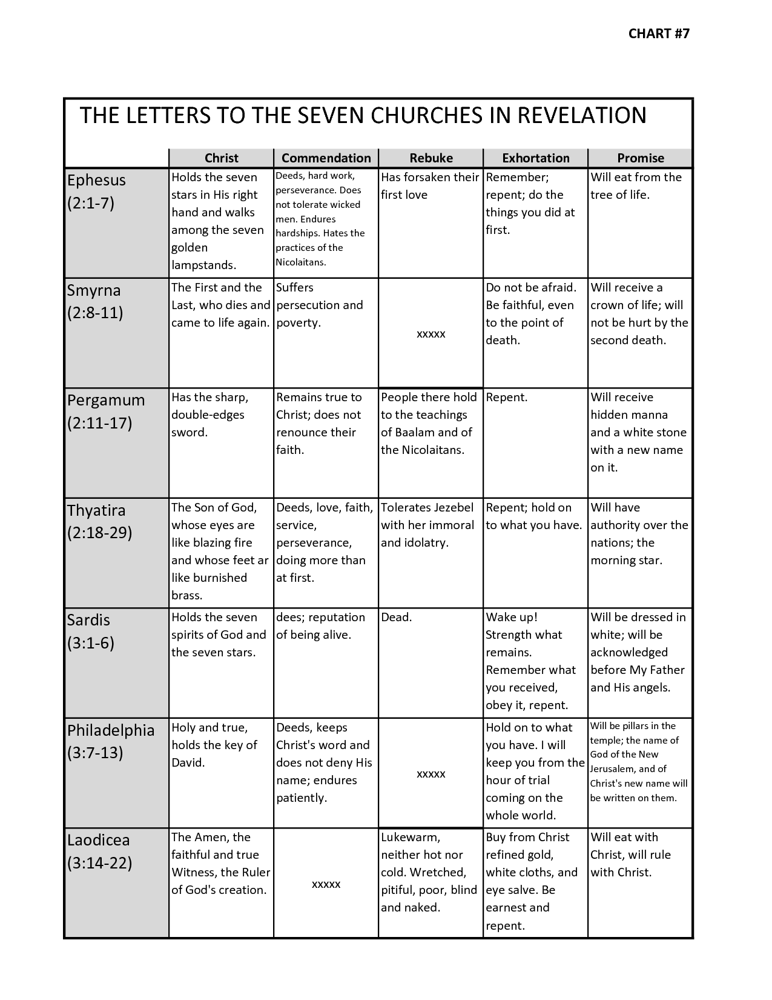 CHART #7
THE LETTERS TO THE SEVEN CHURCHES IN REVELATION
Christ
Commendation
Rebuke
Exhortation
Promise
Ephesus
(2:1-7)
Holds the seven
stars in His right
hand and walks
among the seven
golden
lampstands.
Deeds, hard work,
perseverance. Does
not tolerate wicked
men. Endures
hardships. Hates the
practices of the
Nicolaitans.
Has forsaken their
first love
Remember;
repent; do the
things you did at
first.
Will eat from the
tree of life.
Smyrna
(2:8-11)
The First and the
Last, who dies and
came to life again.
Suffers
persecution and
poverty.
xxxxx
Do not be afraid.
Be faithful, even
to the point of
death.
Will receive a
crown of life; will
not be hurt by the
second death.
Pergamum
(2:11-17)
Has the sharp,
double-edges
sword.
Remains true to
Christ; does not
renounce their
faith.
People there hold
to the teachings
of Baalam and of
the Nicolaitans.
Repent.
Will receive
hidden manna
and a white stone
with a new name
on it.
Thyatira
(2:18-29)
The Son of God,
whose eyes are
like blazing fire
and whose feet ar
like burnished
brass.
Deeds, love, faith,
service,
perseverance,
doing more than
at first.
Tolerates Jezebel
with her immoral
and idolatry.
Repent; hold on
to what you have.
Will have
authority over the
nations; the
morning star.
Sardis
(3:1-6)
Holds the seven
spirits of God and
the seven stars.
dees; reputation
of being alive.
Dead.
Wake up!
Strength what
remains.
Remember what
you received,
obey it, repent.
Will be dressed in
white; will be
acknowledged
before My Father
and His angels.
Philadelphia
(3:7-13)
Holy and true,
holds the key of
David.
Deeds, keeps
Christ's word and
does not deny His
name; endures
patiently.
xxxxx
Hold on to what
you have. I will
keep you from the
hour of trial
coming on the
whole world.
Will be pillars in the
temple; the name of
God of the New
Jerusalem, and of
Christ's new name will
be written on them.
Laodicea
(3:14-22)
The Amen, the
faithful and true
Witness, the Ruler
of God's creation.
xxxxx
Lukewarm,
neither hot nor
cold. Wretched,
pitiful, poor, blind
and naked.
Buy from Christ
refined gold,
white cloths, and
eye salve. Be
earnest and
repent.
Will eat with
Christ, will rule
with Christ.